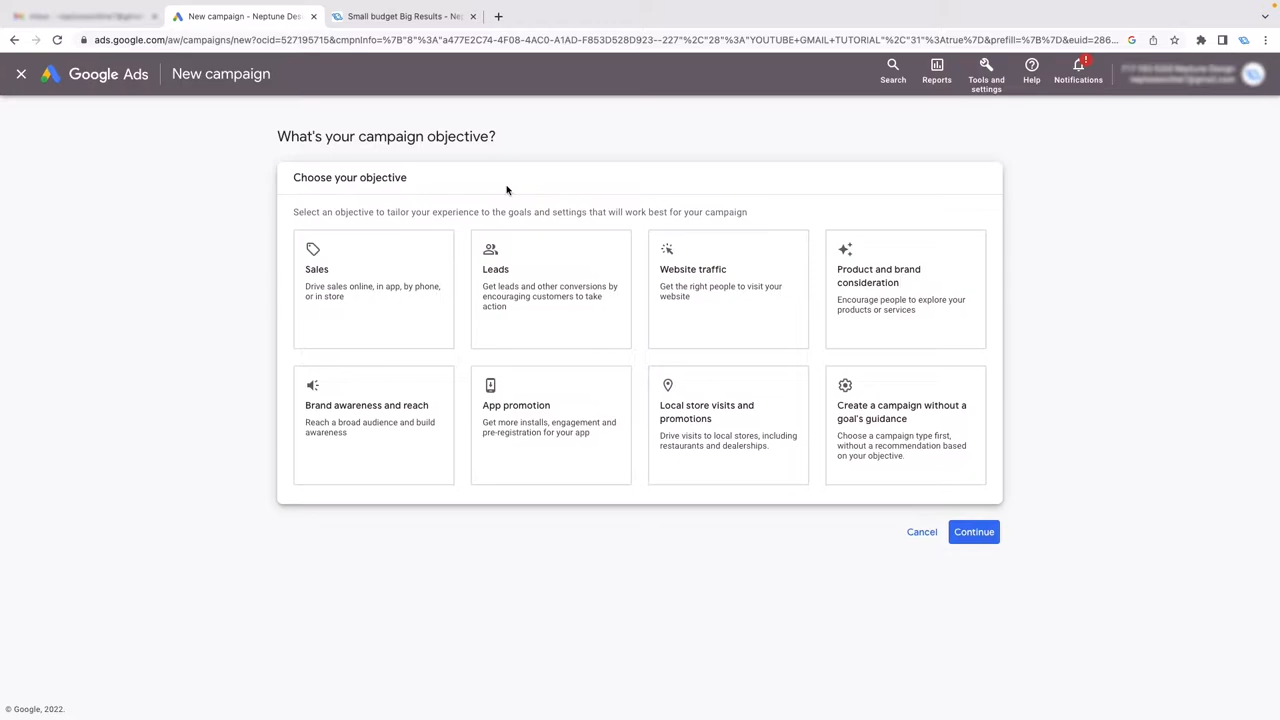 New campaign - Neptune Des
Small budget Big Results - Ne
ads.google.com/aw/campaigns/new?ocid=527195715&cmpnInfo=%7B"8"%3A"a477E2C74-4F08-4AC0-A1AD-F853D528D923--227"%2C"28"%3A"YOUTUBE+GMAIL+TUTORIAL"%2C"31"%3Atrue%7D&prefill=%7B%7D&euid=286...
Google Ads
New campaign
Search
Reports
Tools and
settings
Help
Notifications
What's your campaign objective?
Choose your objective
Select an objective to tailor your experience to the goals and settings that will work best for your campaign
Sales
Drive sales online, in app, by phone,
or in store
Leads
Get leads and other conversions by
encouraging customers to take
action
Website traffic
Get the right people to visit your
website
Product and brand
consideration
Encourage people to explore your
products or services
Brand awareness and reach
Reach a broad audience and build
awareness
App promotion
Get more installs, engagement and
pre-registration for your app
Local store visits and
promotions
Drive visits to local stores, including
restaurants and dealerships.
Create a campaign without a
goal's guidance
Choose a campaign type first,
without a recommendation based
on your objective.
Cancel
Continue
© Google, 2022.